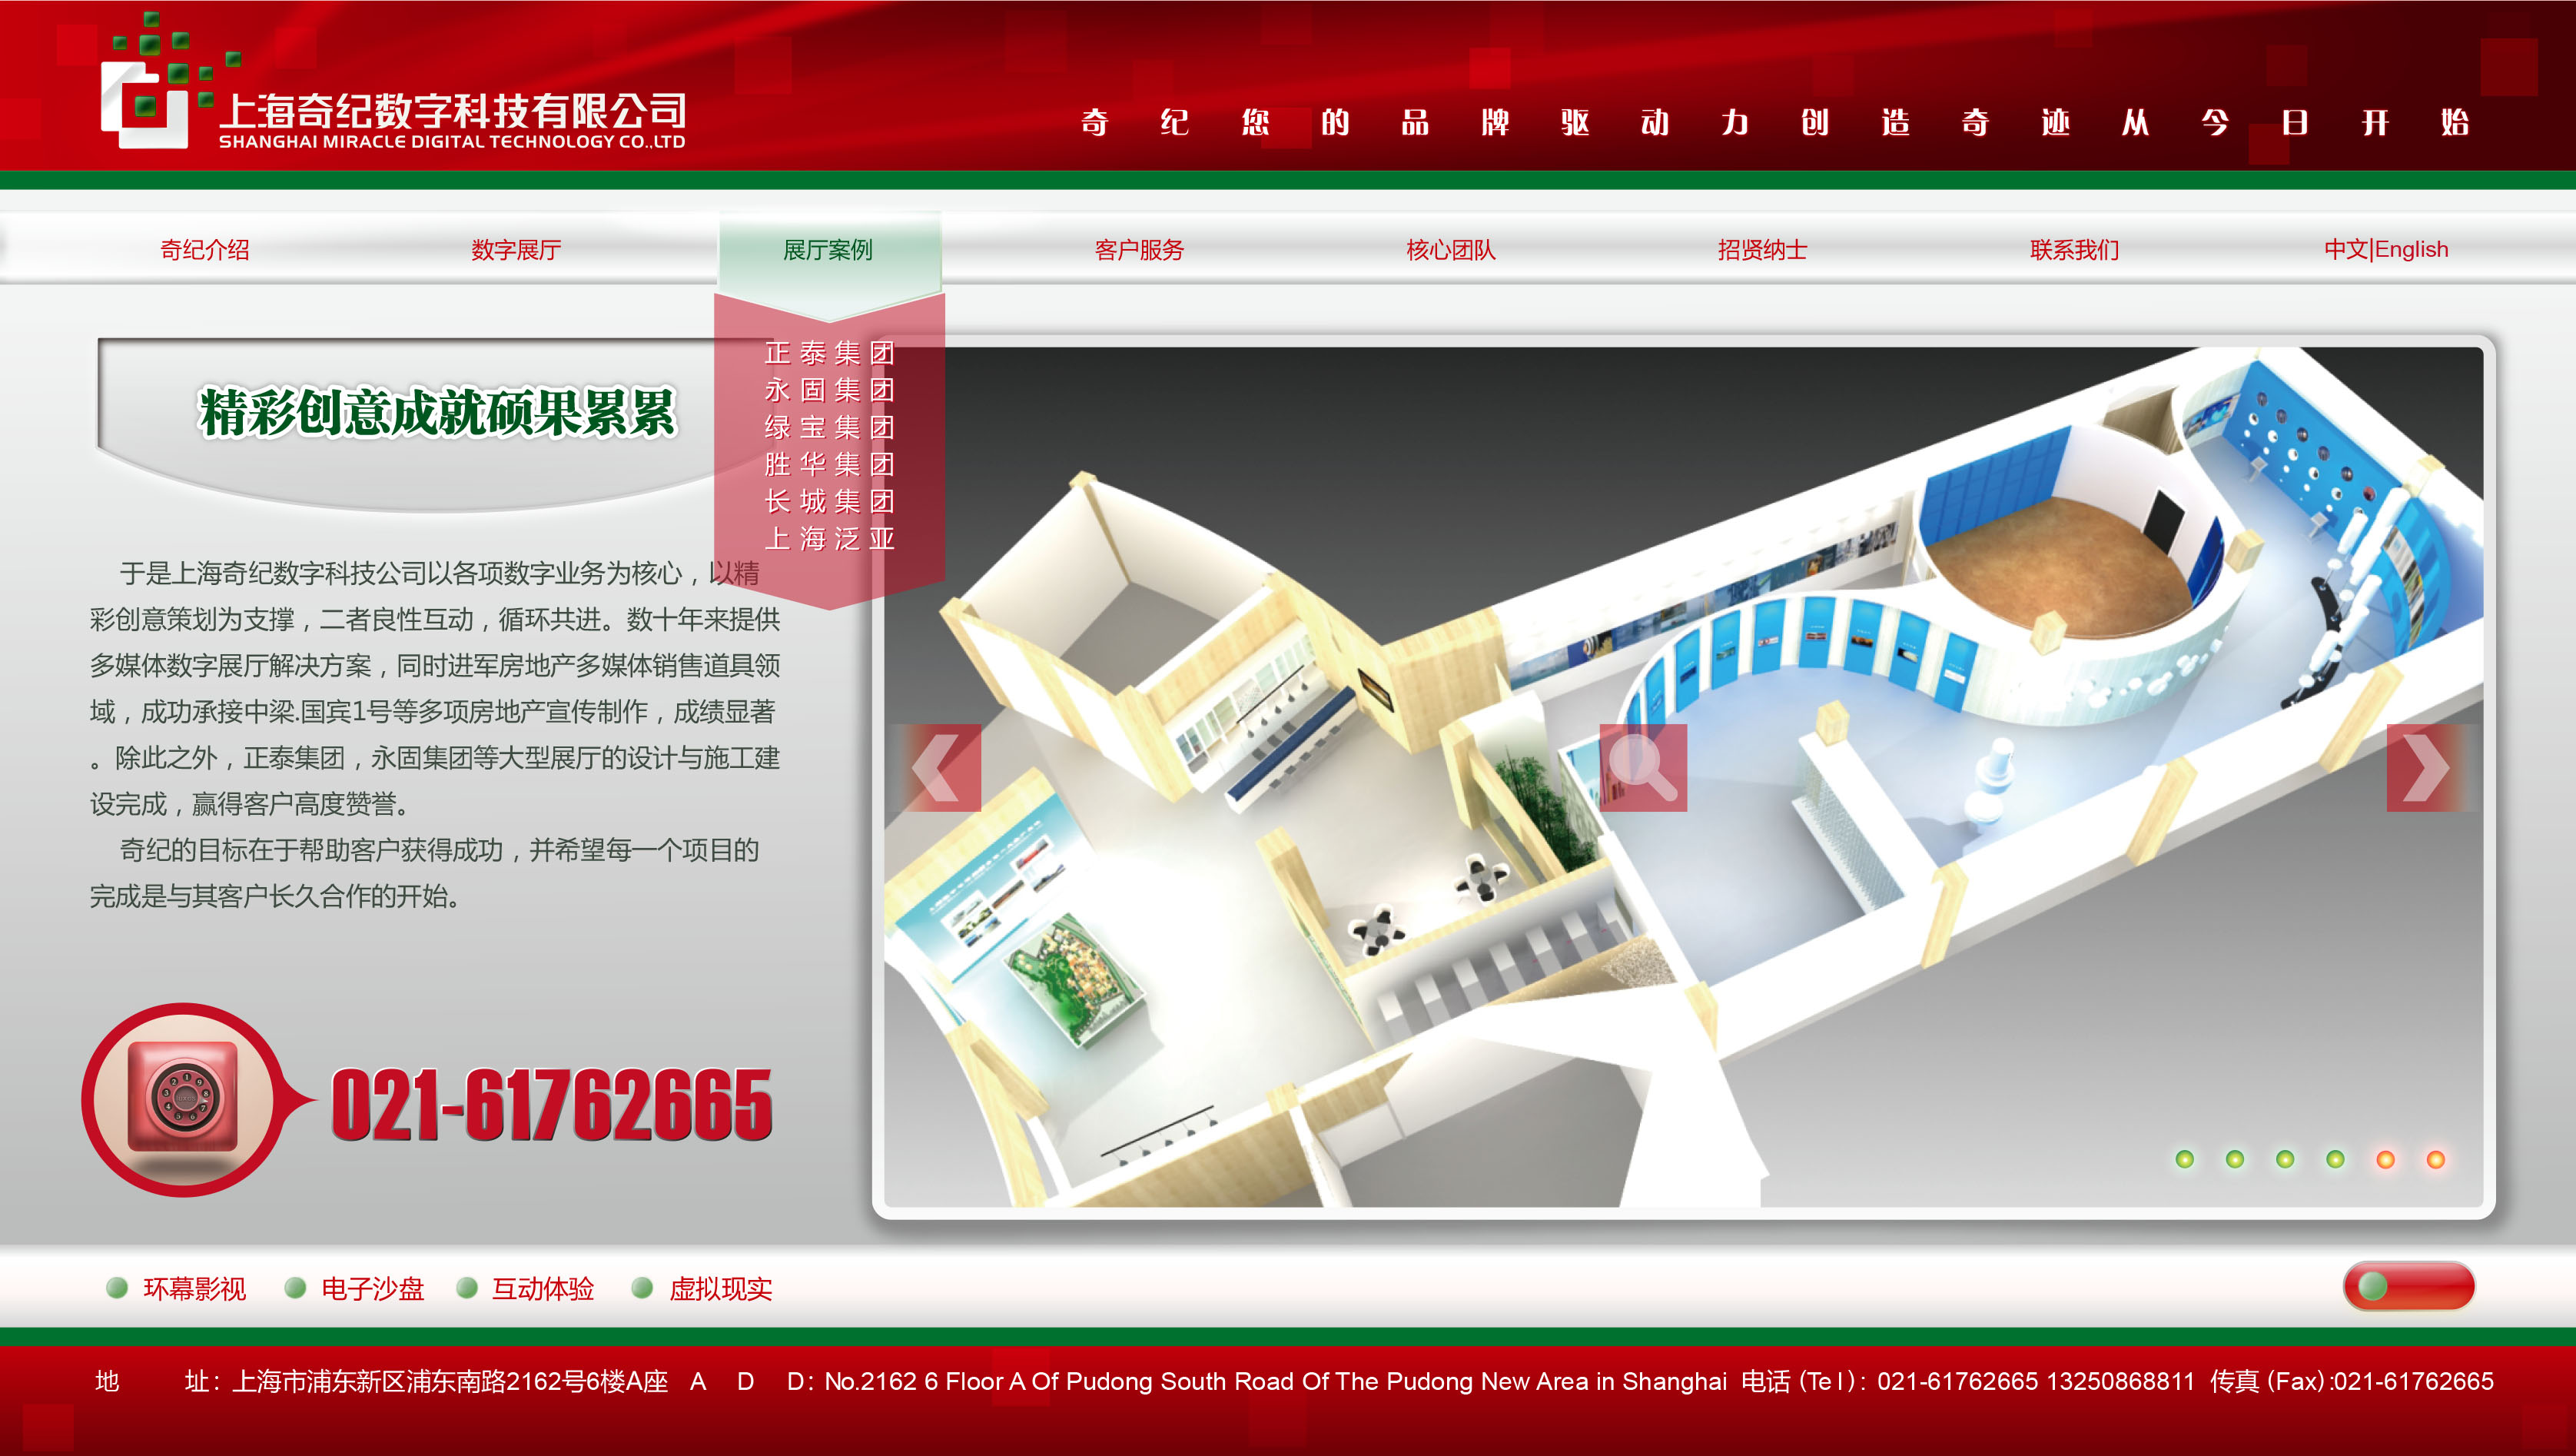 上海奇纪数字科技有限公司
SHANGHAI MIRACLE DIGITAL TECHNOLOGY CO.,LTD
奇纪您的品牌驱动力创造奇迹从今日开始
奇纪介绍 数字展厅 展厅案例 客户服务 核心团队 招贤纳士 联系我们 中文|English
正泰集团
永固集团
绿宝集团
胜华集团
长城集团
上海泛亚
精彩创意成就硕果累累
于是上海奇纪数字科技公司以各项数字业务为核心，以精
彩创意策划为支撑，二者良性互动，循环共进。数十年来提供
多媒体数字展厅解决方案，同时进军房地产多媒体销售道具领
域，成功承接中梁.国宾1号等多项房地产宣传制作，成绩显著
。除此之外，正泰集团，永固集团等大型展厅的设计与施工建
设完成，赢得客户高度赞誉。
奇纪的目标在于帮助客户获得成功，并希望每一个项目的
完成是与其客户长久合作的开始。
021-61762665
环幕影视 电子沙盘 互动体验 虚拟现实
地 址：上海市浦东新区浦东南路2162号6楼A座 A D D：No.2162 6 Floor A Of Pudong South Road Of The Pudong New Area in Shanghai 电话（Tel）：021-61762665 13250868811 传真（Fax）:021-61762665